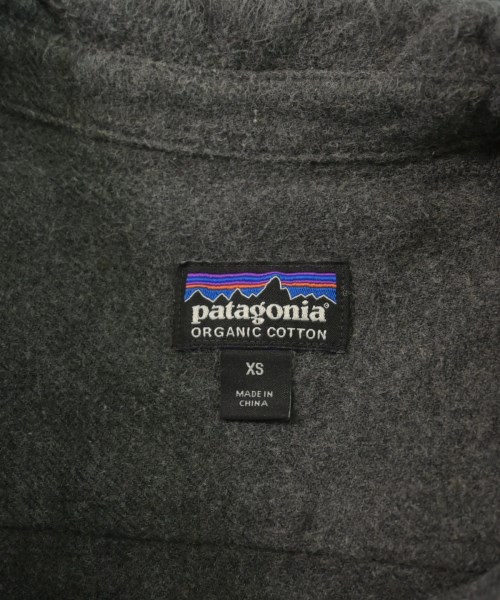 patagonia®
ORGANIC COTTON
XS
MADE IN
CHINA